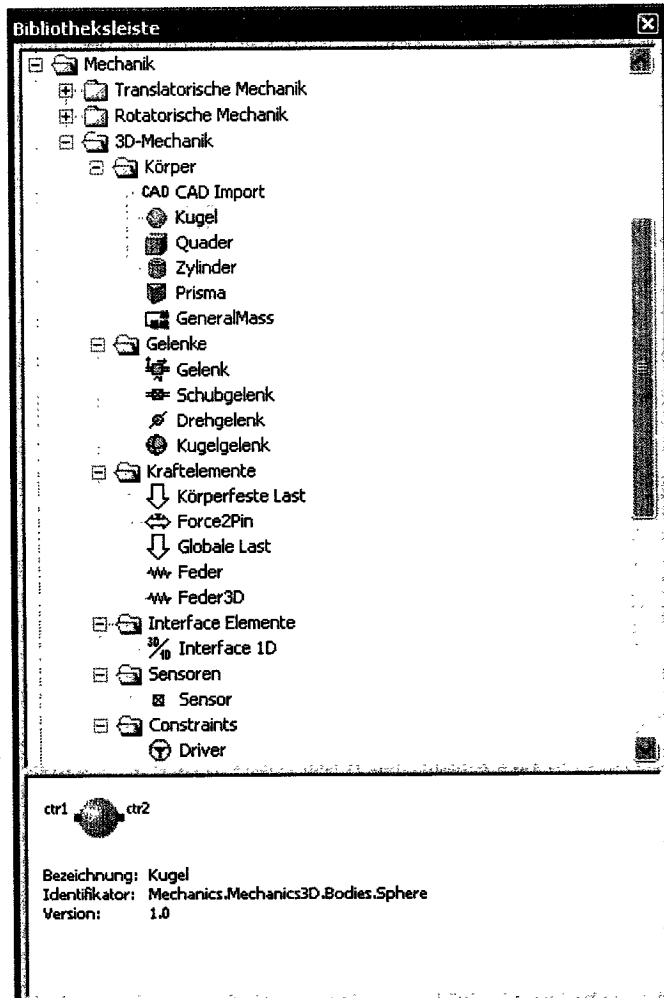 Bibliotheksleiste
Mechanik
Translatorische Mechanik
Rotatorische Mechanik
3D-Mechanik
Körper
CAD CAD Import
Kugel
Quader
Zylinder
Prisma
GeneralMass
Gelenke
Gelenk
Schubgelenk
Drehgelenk
Kugelgelenk
Kraftelemente
Körperfeste Last
Force2Pin
Globale Last
Feder
Feder3D
Interface Elemente
3D/1D Interface 1D
Sensoren
Sensor
Constraints
Driver
ctr1 ctr2
Bezeichnung: Kugel
Identifikator: Mechanics.Mechanics3D.Bodies.Sphere
Version: 1.0